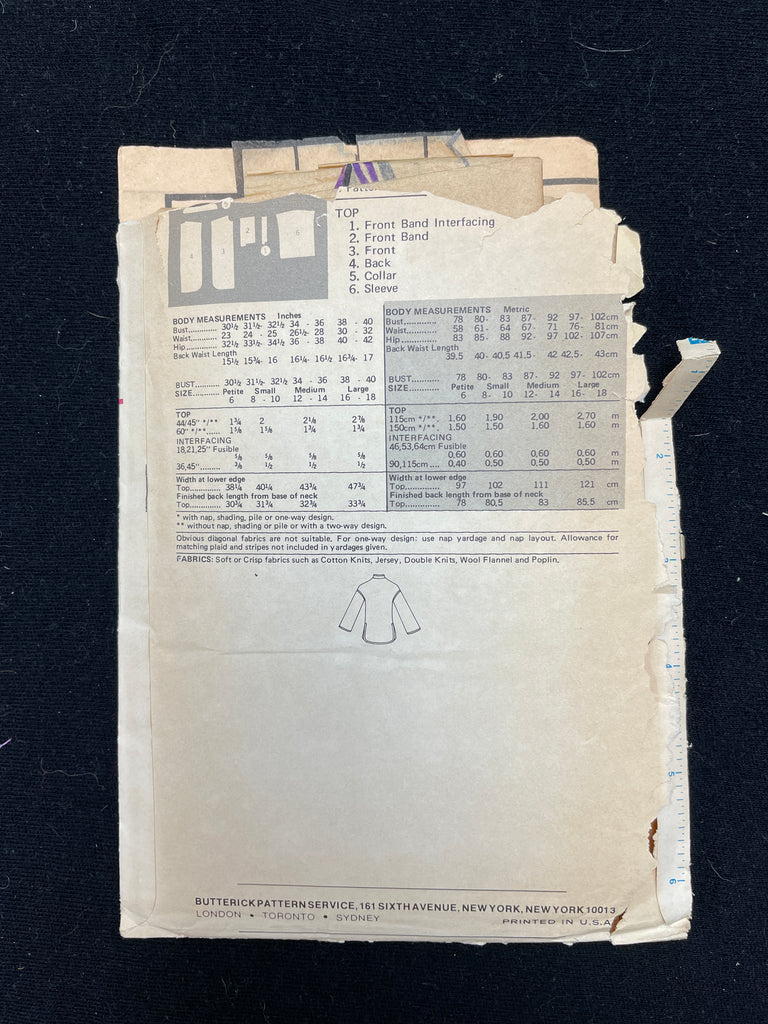 TOP
1. Front Band Interfacing
2. Front Band
3. Front
4. Back
5. Collar
6. Sleeve
4 3 2 1 6
BODY MEASUREMENTS Inches
Bust............ 30½ 31½- 32½ 34 - 36 38 - 40
Waist........... 23 24 - 25 26½- 28 30 - 32
Hip............. 32½ 33½- 34½ 36 - 38 40 - 42
Back Waist Length
15½ 15¾- 16 16¼- 16½ 16¾- 17
BUST.......... 30½ 31½- 32½ 34 - 36 38 - 40
SIZE........... Petite Small Medium Large
6 8 - 10 12 - 14 16 - 18
TOP
44/45" */** 1¾ 2 2⅛ 2⅞
60" */**...... 1⅝ 1⅝ 1¾ 1¾
INTERFACING
18,21,25" Fusible
⅝ ⅝ ⅝ ⅝
36,45"......... ⅜ ½ ½ ½
Width at lower edge
Top............. 38¼ 40¼ 43¾ 47¾
Finished back length from base of neck
Top............. 30¾ 31¾ 32¾ 33¾
BODY MEASUREMENTS Metric
Bust............. 78 80- 83 87- 92 97- 102cm
Waist............ 58 61- 64 67- 71 76- 81cm
Hip.............. 83 85- 88 92- 97 102- 107cm
Back Waist Length
39.5 40- 40.5 41.5- 42 42.5- 43cm
BUST........... 78 80- 83 87- 92 97- 102cm
SIZE............ Petite Small Medium Large
6 8- 10 12- 14 16- 18
TOP
115cm */**. 1.60 1.90 2.00 2.70 m
150cm */**. 1.50 1.50 1.60 1.60 m
INTERFACING
46,53,64cm Fusible
0.60 0.60 0.60 0.60 m
90,115cm.... 0.40 0.50 0.50 0.50 m
Width at lower edge
Top............. 97 102 111 121 cm
Finished back length from base of neck
Top............. 78 80.5 83 85.5 cm
* with nap, shading, pile or one-way design.
** without nap, shading or pile or with a two-way design.
Obvious diagonal fabrics are not suitable. For one-way design: use nap yardage and nap layout. Allowance for
matching plaid and stripes not included in yardages given.
FABRICS: Soft or Crisp fabrics such as Cotton Knits, Jersey, Double Knits, Wool Flannel and Poplin.
BUTTERICK PATTERN SERVICE, 161 SIXTH AVENUE, NEW YORK, NEW YORK 10013
LONDON • TORONTO • SYDNEY
PRINTED IN U.S.A.
1
2
4
5
6